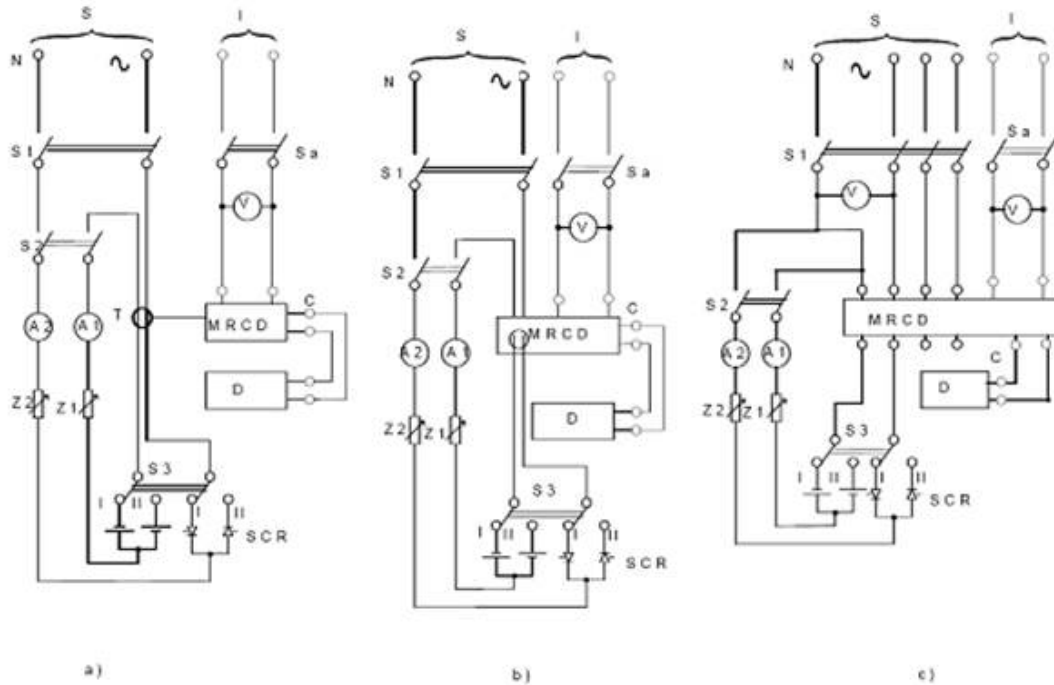 S I
N
S1 Sa
V
S2
T MRCD C
A2 A1
D
Z2 Z1
S3
I II I II
SCR
a)
S I
N
S1 Sa
V
S2
C
MRCD
A2 A1
D
Z2 Z1
S3
I II I II
SCR
b)
S I
N
Sa
S1
V V
S2
MRCD
A2 A1 C
D
Z2 Z1
S3
I II I II
SCR
c)